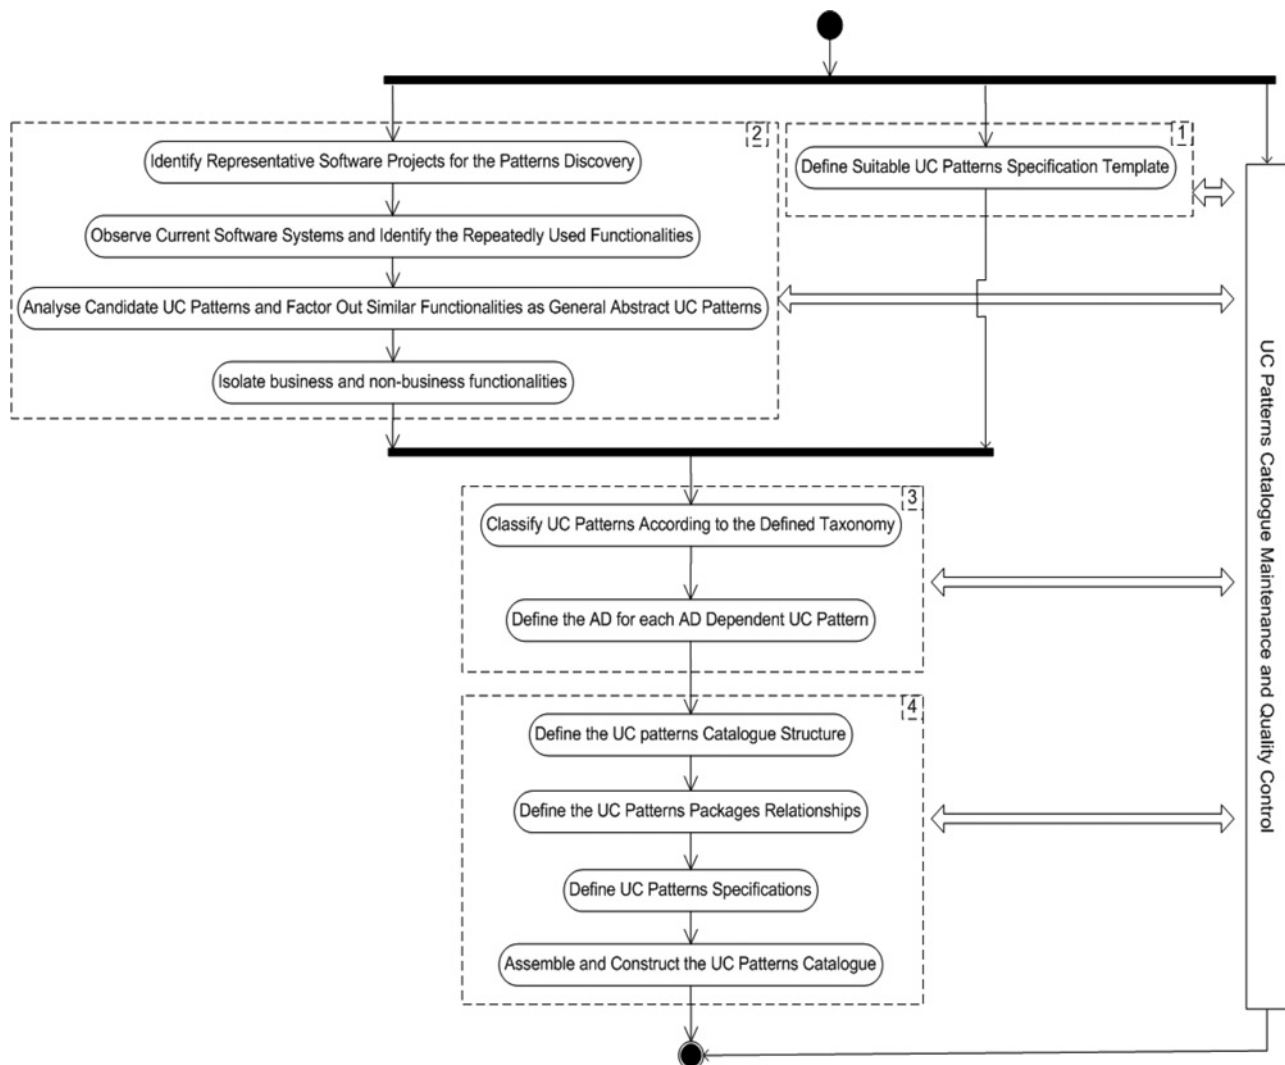 2
Identify Representative Software Projects for the Patterns Discovery
Observe Current Software Systems and Identify the Repeatedly Used Functionalities
Analyse Candidate UC Patterns and Factor Out Similar Functionalities as General Abstract UC Patterns
Isolate business and non-business functionalities
1
Define Suitable UC Patterns Specification Template
3
Classify UC Patterns According to the Defined Taxonomy
Define the AD for each AD Dependent UC Pattern
4
Define the UC patterns Catalogue Structure
Define the UC Patterns Packages Relationships
Define UC Patterns Specifications
Assemble and Construct the UC Patterns Catalogue
UC Patterns Catalogue Maintenance and Quality Control